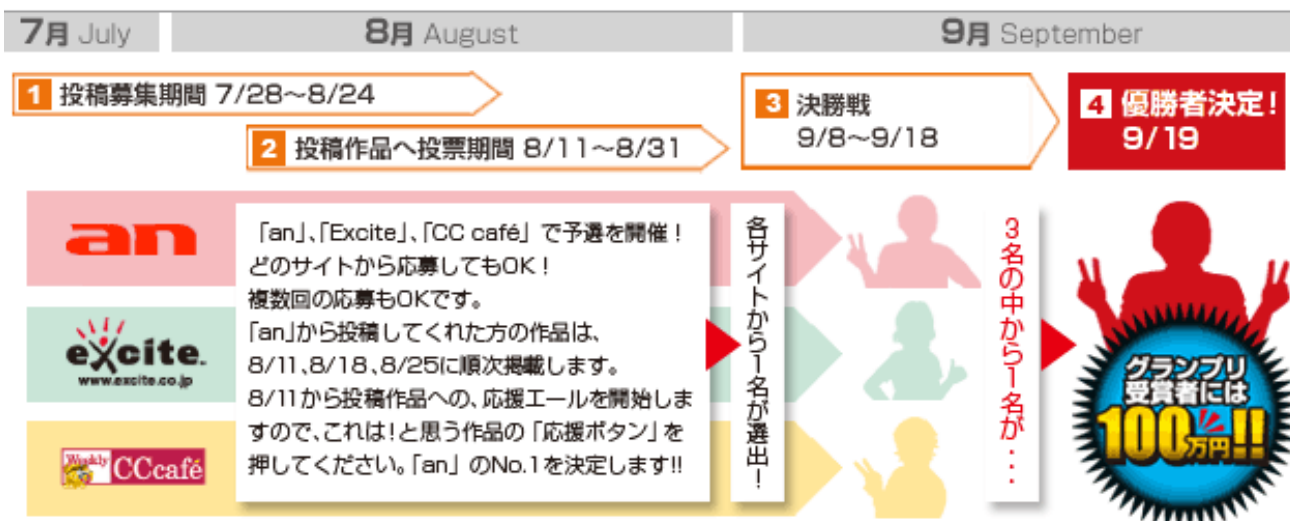 7月 July
8月 August
9月 September
1 投稿募集期間 7/28～8/24
2 投稿作品へ投票期間 8/11～8/31
3 決勝戦
9/8～9/18
4 優勝者決定！
9/19
an
excite.
www.excite.co.jp
Weekly CCcafé
「an」、「Excite」、「CC café」で予選を開催！
どのサイトから応募してもOK！
複数回の応募もOKです。
「an」から投稿してくれた方の作品は、
8/11、8/18、8/25に順次掲載します。
8/11から投稿作品への、応援エールを開始しま
すので、これは！と思う作品の「応援ボタン」を
押してください。「an」のNo.1を決定します!!
各サイトから1名が選出！
3名の中から1名が・・・
グランプリ
受賞者には
100万円!!